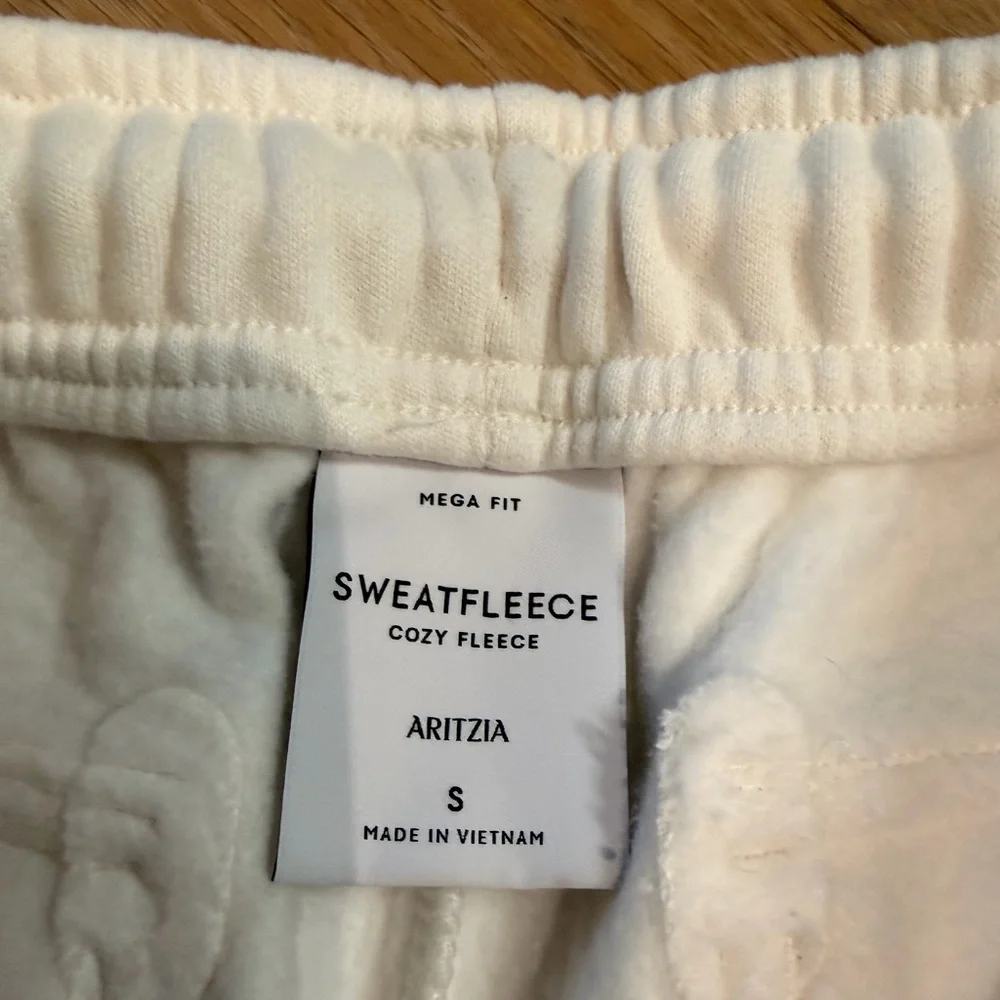 MEGA FIT
SWEATFLEECE
COZY FLEECE
ARITZIA
S
MADE IN VIETNAM